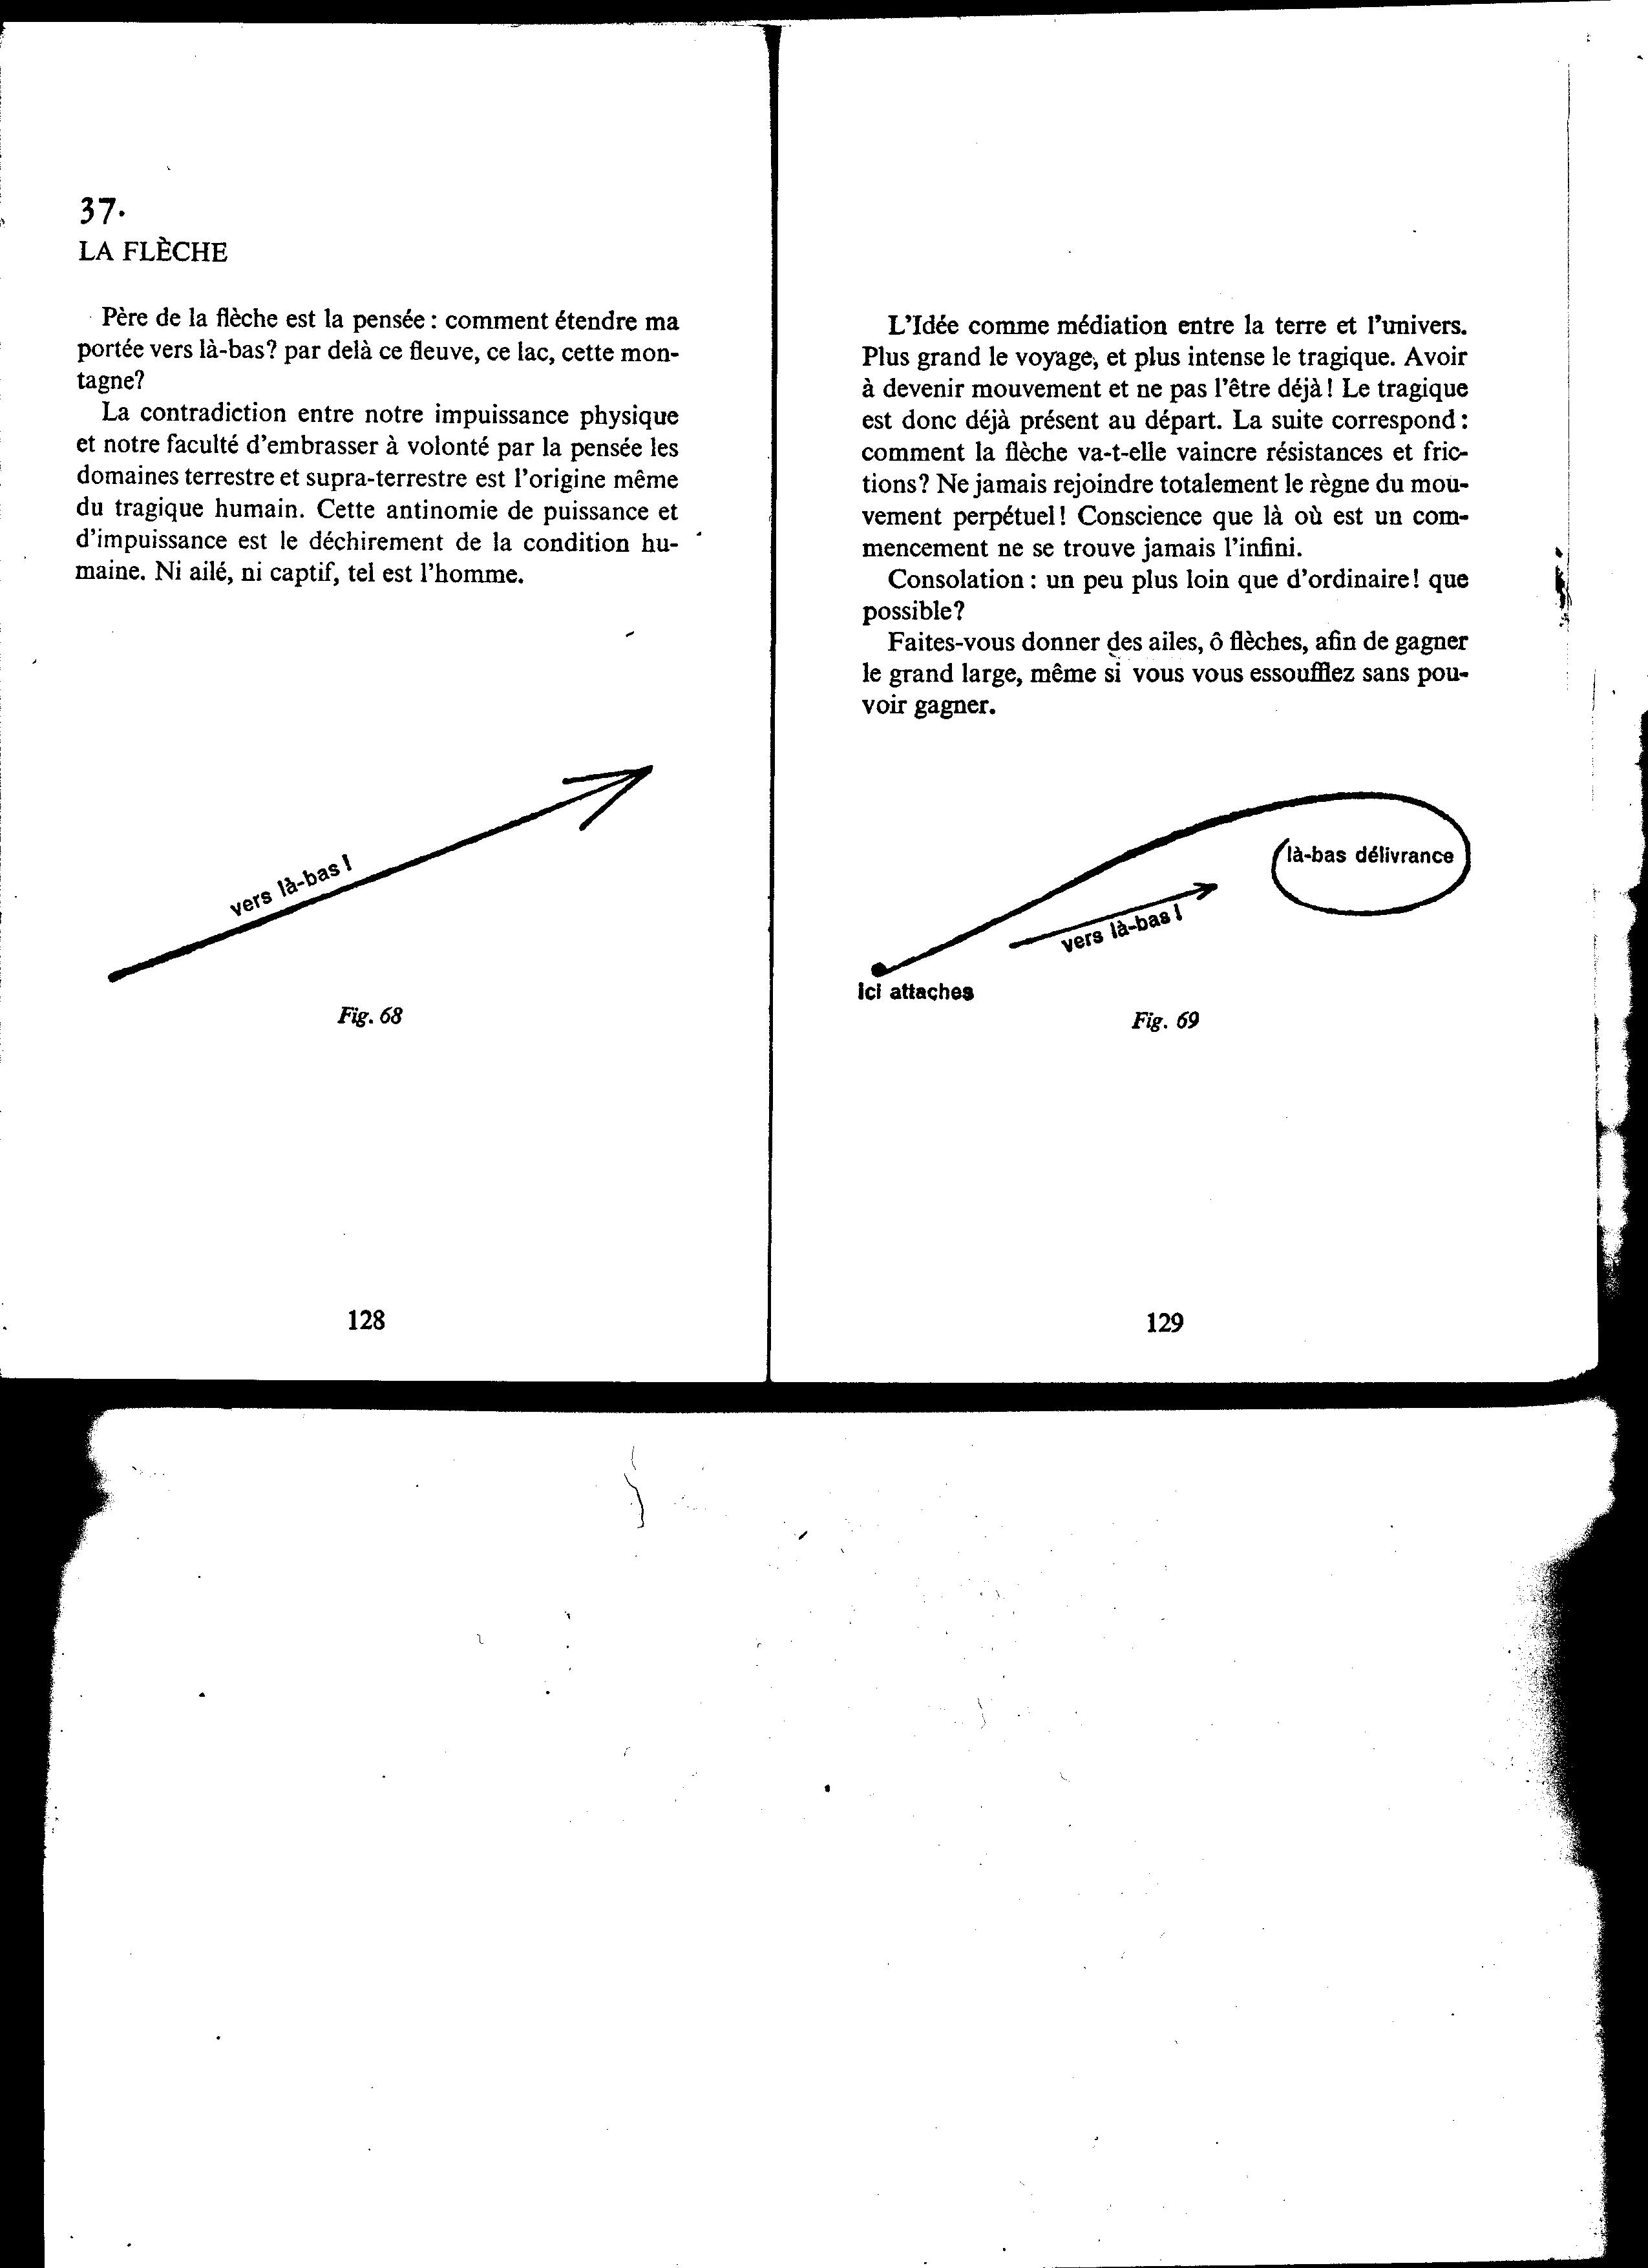 37.
LA FLÈCHE
Père de la flèche est la pensée : comment étendre ma
portée vers là-bas? par delà ce fleuve, ce lac, cette mon-
tagne?
La contradiction entre notre impuissance physique
et notre faculté d'embrasser à volonté par la pensée les
domaines terrestre et supra-terrestre est l'origine même
du tragique humain. Cette antinomie de puissance et
d'impuissance est le déchirement de la condition hu-
maine. Ni ailé, ni captif, tel est l'homme.
vers là-bas !
Fig. 68
128
L'Idée comme médiation entre la terre et l'univers.
Plus grand le voyage, et plus intense le tragique. Avoir
à devenir mouvement et ne pas l'être déjà! Le tragique
est donc déjà présent au départ. La suite correspond :
comment la flèche va-t-elle vaincre résistances et fric-
tions? Ne jamais rejoindre totalement le règne du mou-
vement perpétuel! Conscience que là où est un com-
mencement ne se trouve jamais l'infini.
Consolation : un peu plus loin que d'ordinaire! que
possible?
Faites-vous donner des ailes, ô flèches, afin de gagner
le grand large, même si vous vous essoufflez sans pou-
voir gagner.
là-bas délivrance
vers là-bas !
ici attaches
Fig. 69
129